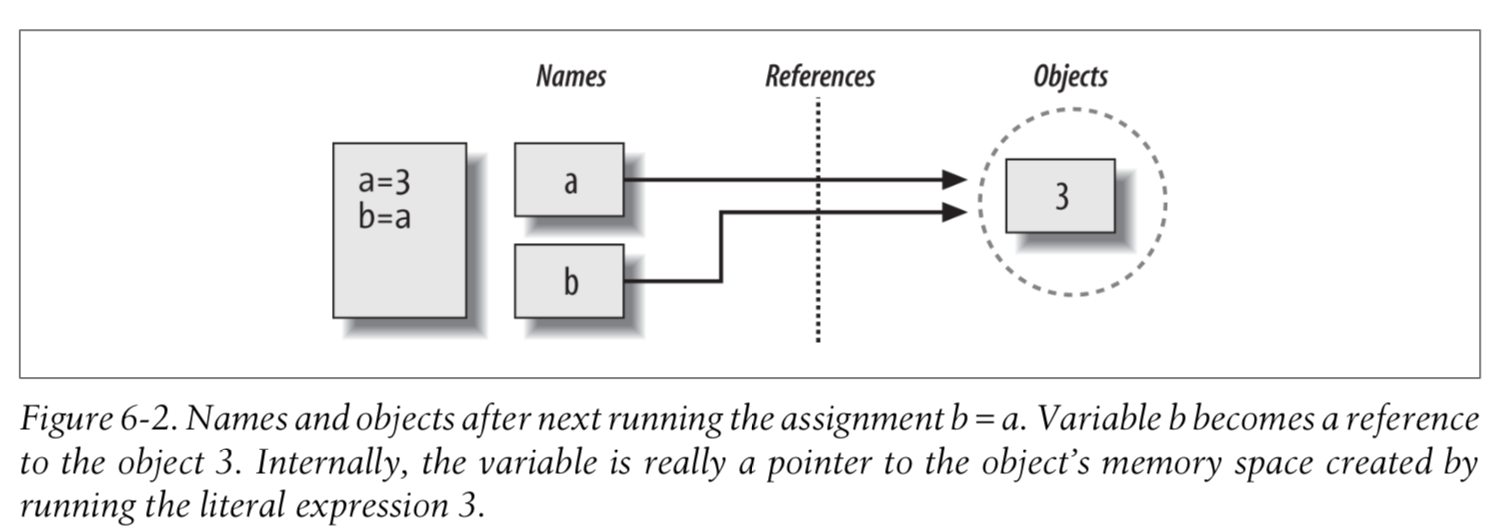 Names References Objects
a=3
b=a
a
b
3
Figure 6-2. Names and objects after next running the assignment b = a. Variable b becomes a reference
to the object 3. Internally, the variable is really a pointer to the object’s memory space created by
running the literal expression 3.